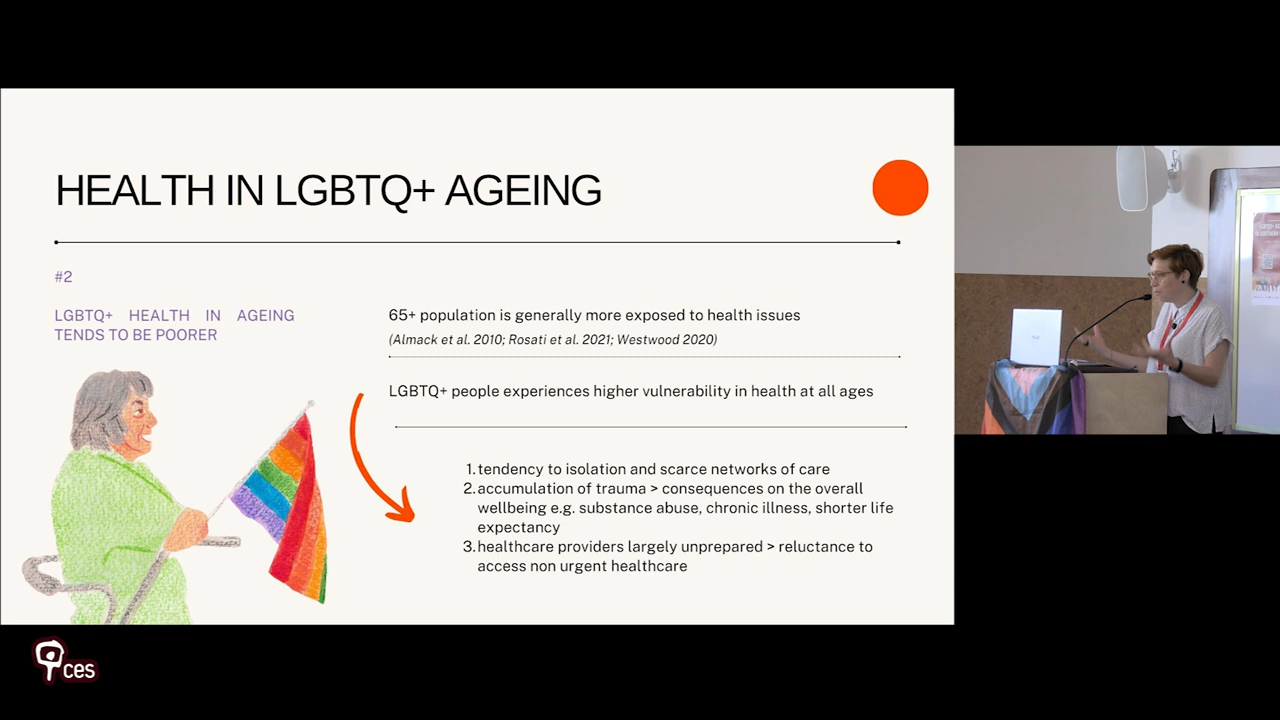 HEALTH IN LGBTQ+ AGEING
#2
LGBTQ+ HEALTH IN AGEING
TENDS TO BE POORER
65+ population is generally more exposed to health issues
(Almack et al. 2010; Rosati et al. 2021; Westwood 2020)
LGBTQ+ people experiences higher vulnerability in health at all ages
1. tendency to isolation and scarce networks of care
2. accumulation of trauma > consequences on the overall
wellbeing e.g. substance abuse, chronic illness, shorter life
expectancy
3. healthcare providers largely unprepared > reluctance to
access non urgent healthcare
ces